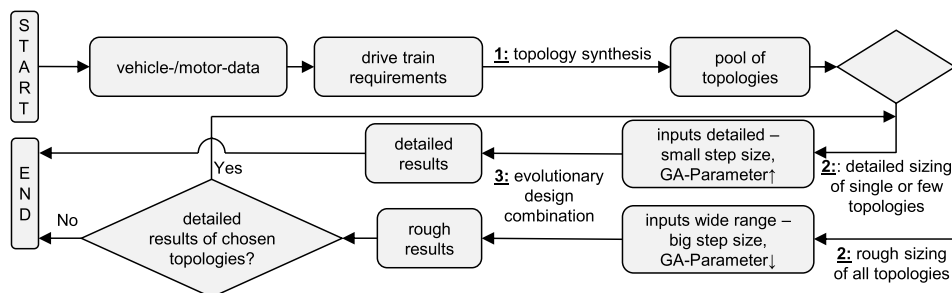 START
vehicle-/motor-data
drive train
requirements
1: topology synthesis
pool of
topologies
detailed
results
inputs detailed –
small step size,
GA-Parameter↑
2:: detailed sizing
of single or few
topologies
3: evolutionary
design
combination
END
Yes
No
detailed
results of chosen
topologies?
rough
results
inputs wide range –
big step size,
GA-Parameter↓
2: rough sizing
of all topologies